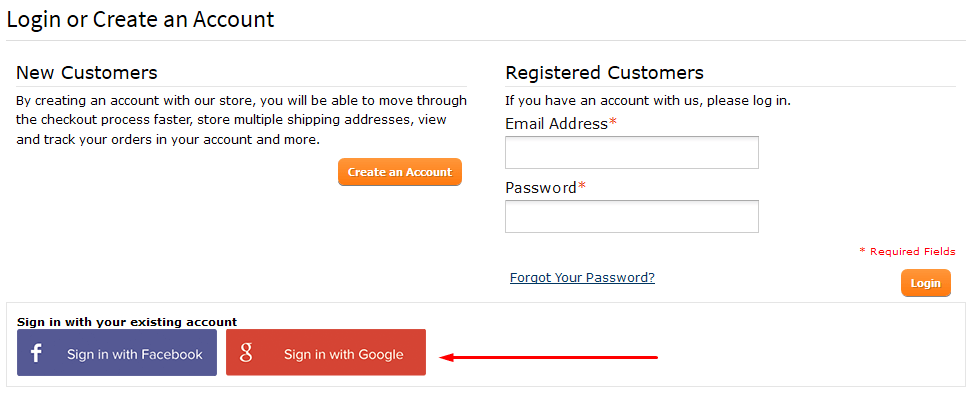 Login or Create an Account
New Customers
By creating an account with our store, you will be able to move through
the checkout process faster, store multiple shipping addresses, view
and track your orders in your account and more.
Create an Account
Registered Customers
If you have an account with us, please log in.
Email Address*
Password*
* Required Fields
Forgot Your Password?
Login
Sign in with your existing account
f Sign in with Facebook
g Sign in with Google